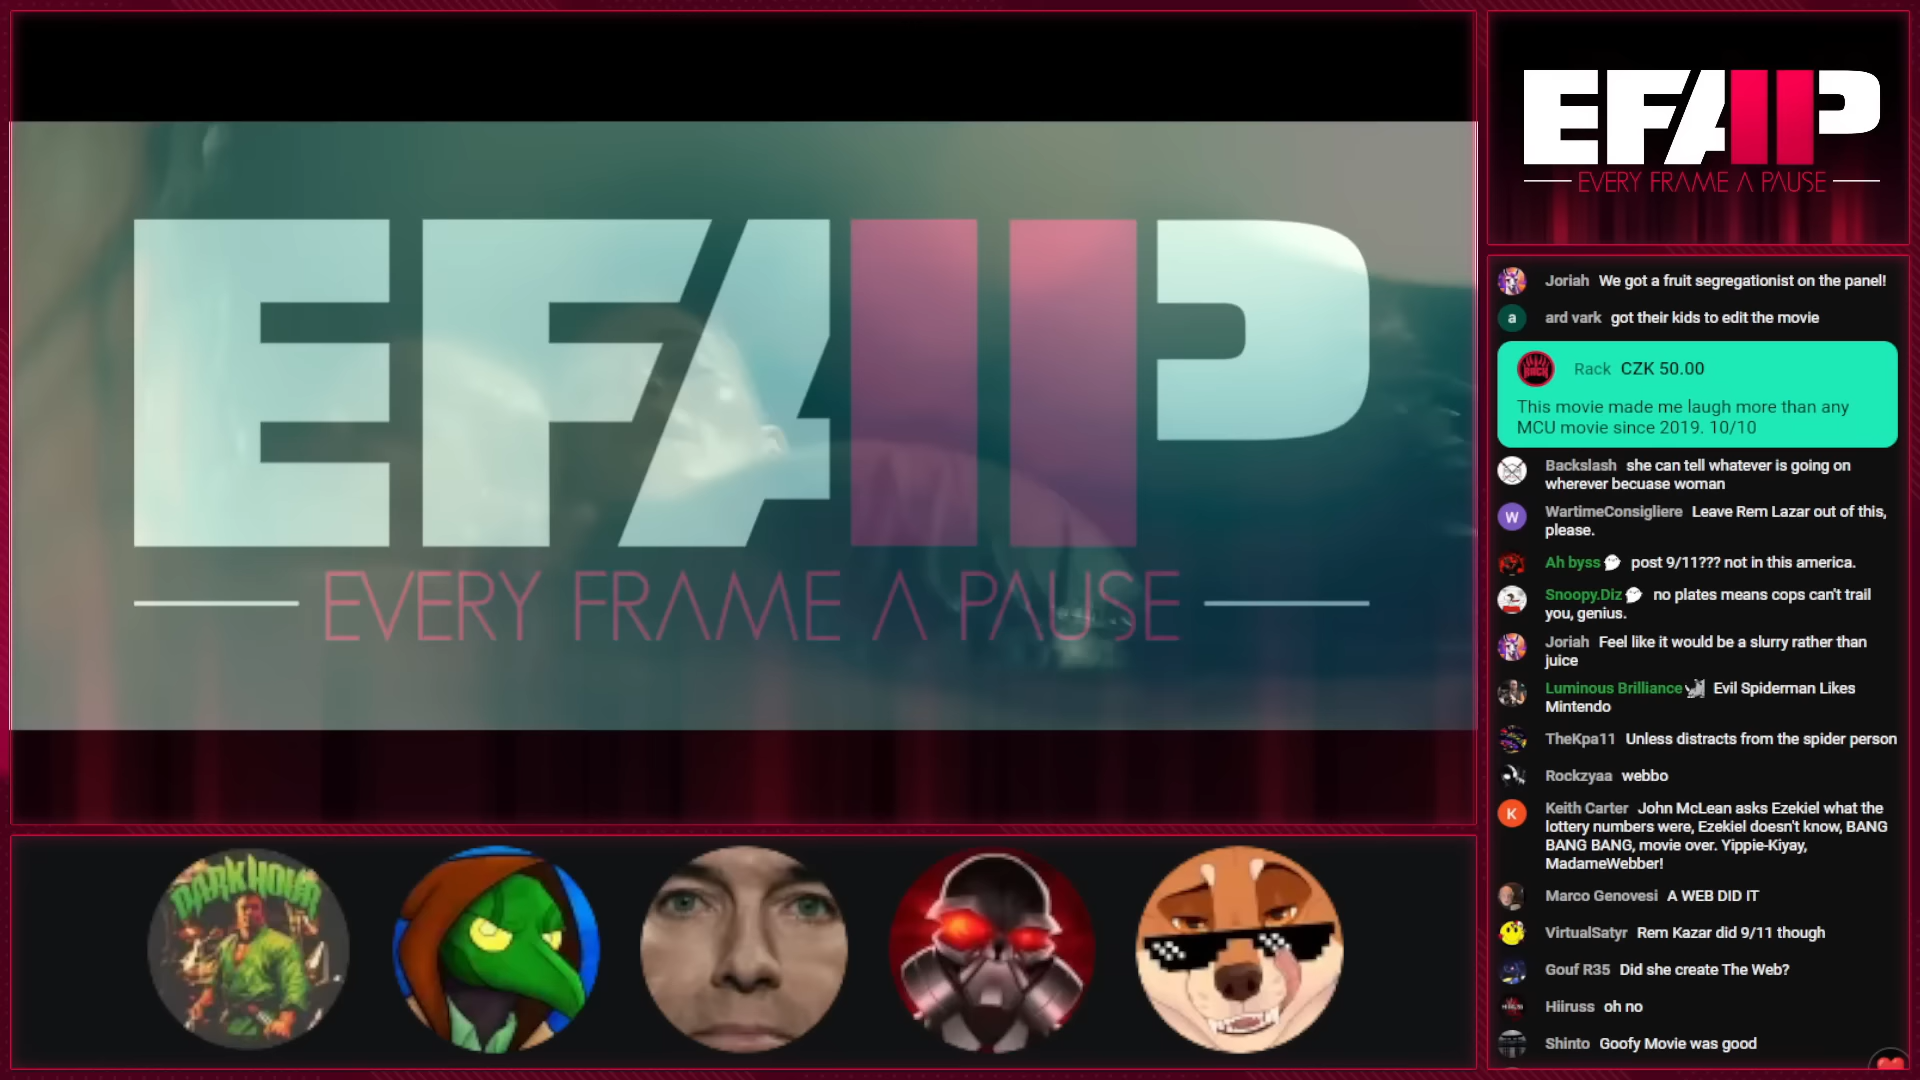 EFAP
EVERY FRAME A PAUSE
EFAP
EVERY FRAME A PAUSE
Joriah We got a fruit segregationist on the panel!
a ard vark got their kids to edit the movie
Rack CZK 50.00
This movie made me laugh more than any
MCU movie since 2019. 10/10
Backslash she can tell whatever is going on
wherever becuase woman
W WartimeConsigliere Leave Rem Lazar out of this,
please.
Ah byss post 9/11??? not in this america.
Snoopy.Diz no plates means cops can't trail
you, genius.
Joriah Feel like it would be a slurry rather than
juice
Luminous Brilliance Evil Spiderman Likes
Mintendo
TheKpa11 Unless distracts from the spider person
Rockzyaa webbo
K Keith Carter John McLean asks Ezekiel what the
lottery numbers were, Ezekiel doesn't know, BANG
BANG BANG, movie over. Yippie-Kiyay,
MadameWebber!
Marco Genovesi A WEB DID IT
VirtualSatyr Rem Kazar did 9/11 though
Gouf R35 Did she create The Web?
Hiiruss oh no
Shinto Goofy Movie was good
DARK HOUR